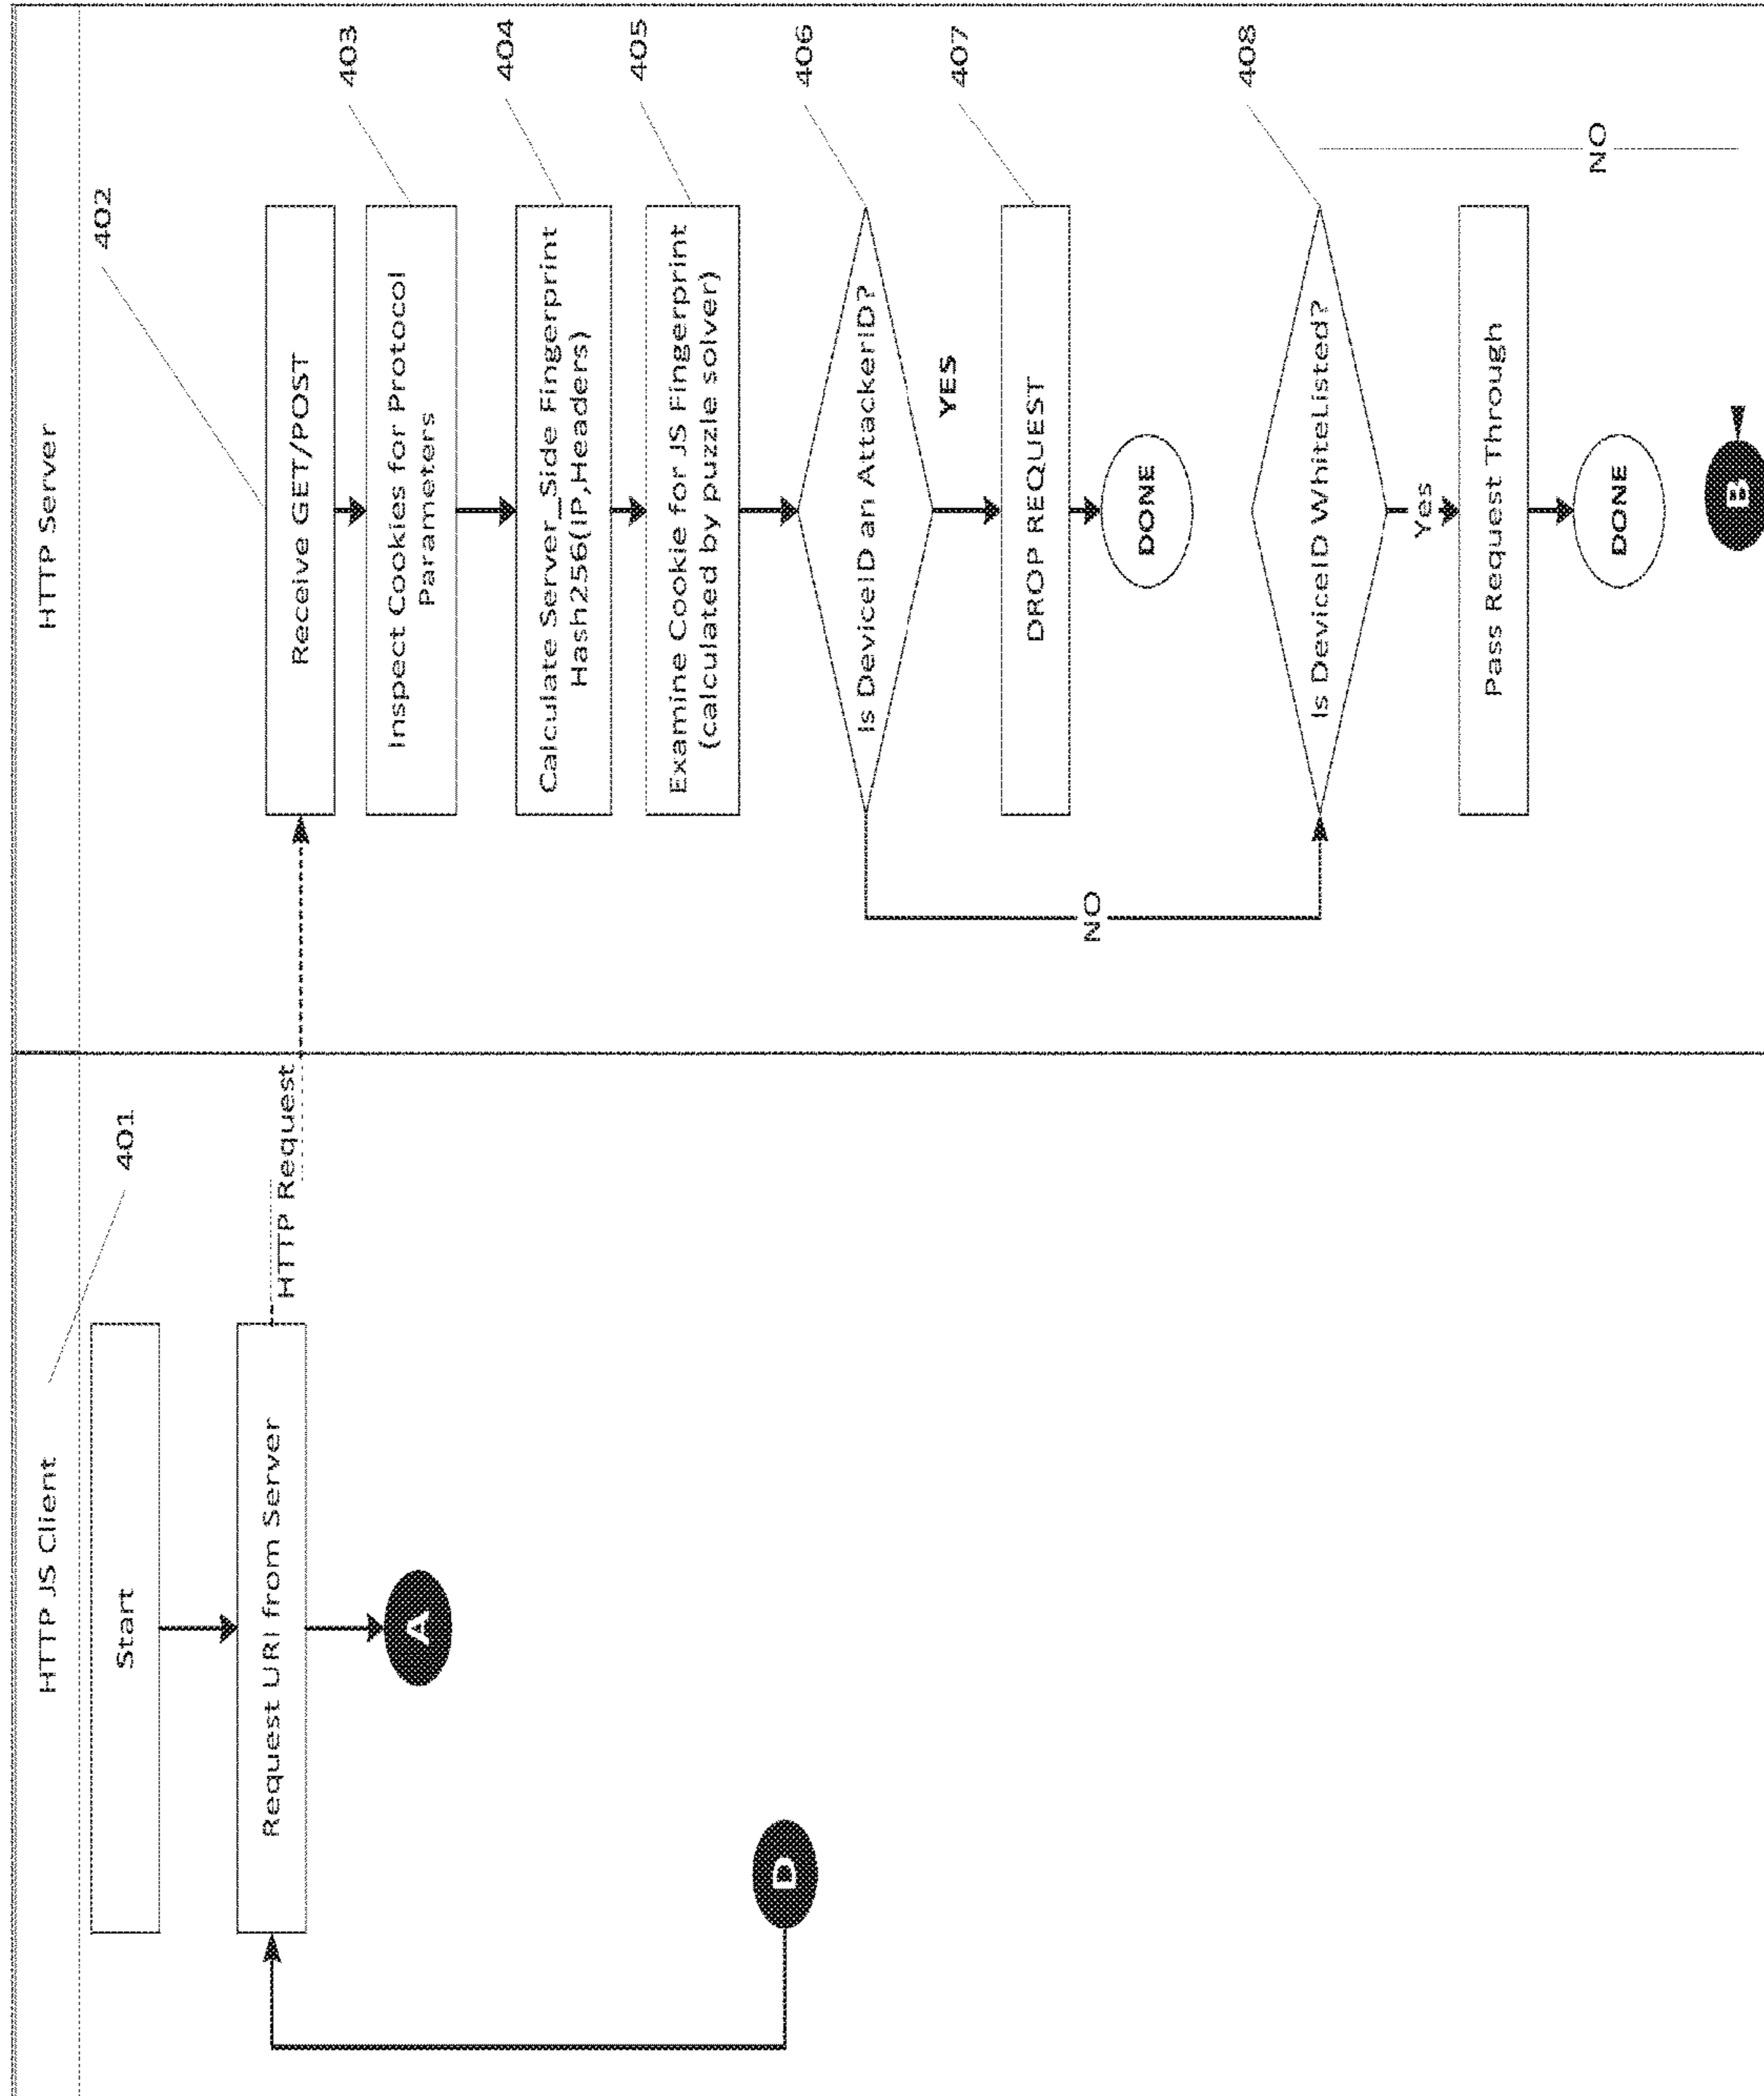 HTTP JS Client
401
Start
Request URI from Server
HTTP Request
A
D
HTTP Server
402
Receive GET/POST
403
Inspect Cookies for Protocol
Parameters
404
Calculate Server_Side Fingerprint
Hash256(IP,Headers)
405
Examine Cookie for JS Fingerprint
(calculated by puzzle solver)
406
Is DeviceID an AttackerID?
YES
NO
407
DROP REQUEST
DONE
408
Is DeviceID WhiteListed?
Yes
NO
Pass Request Through
DONE
B